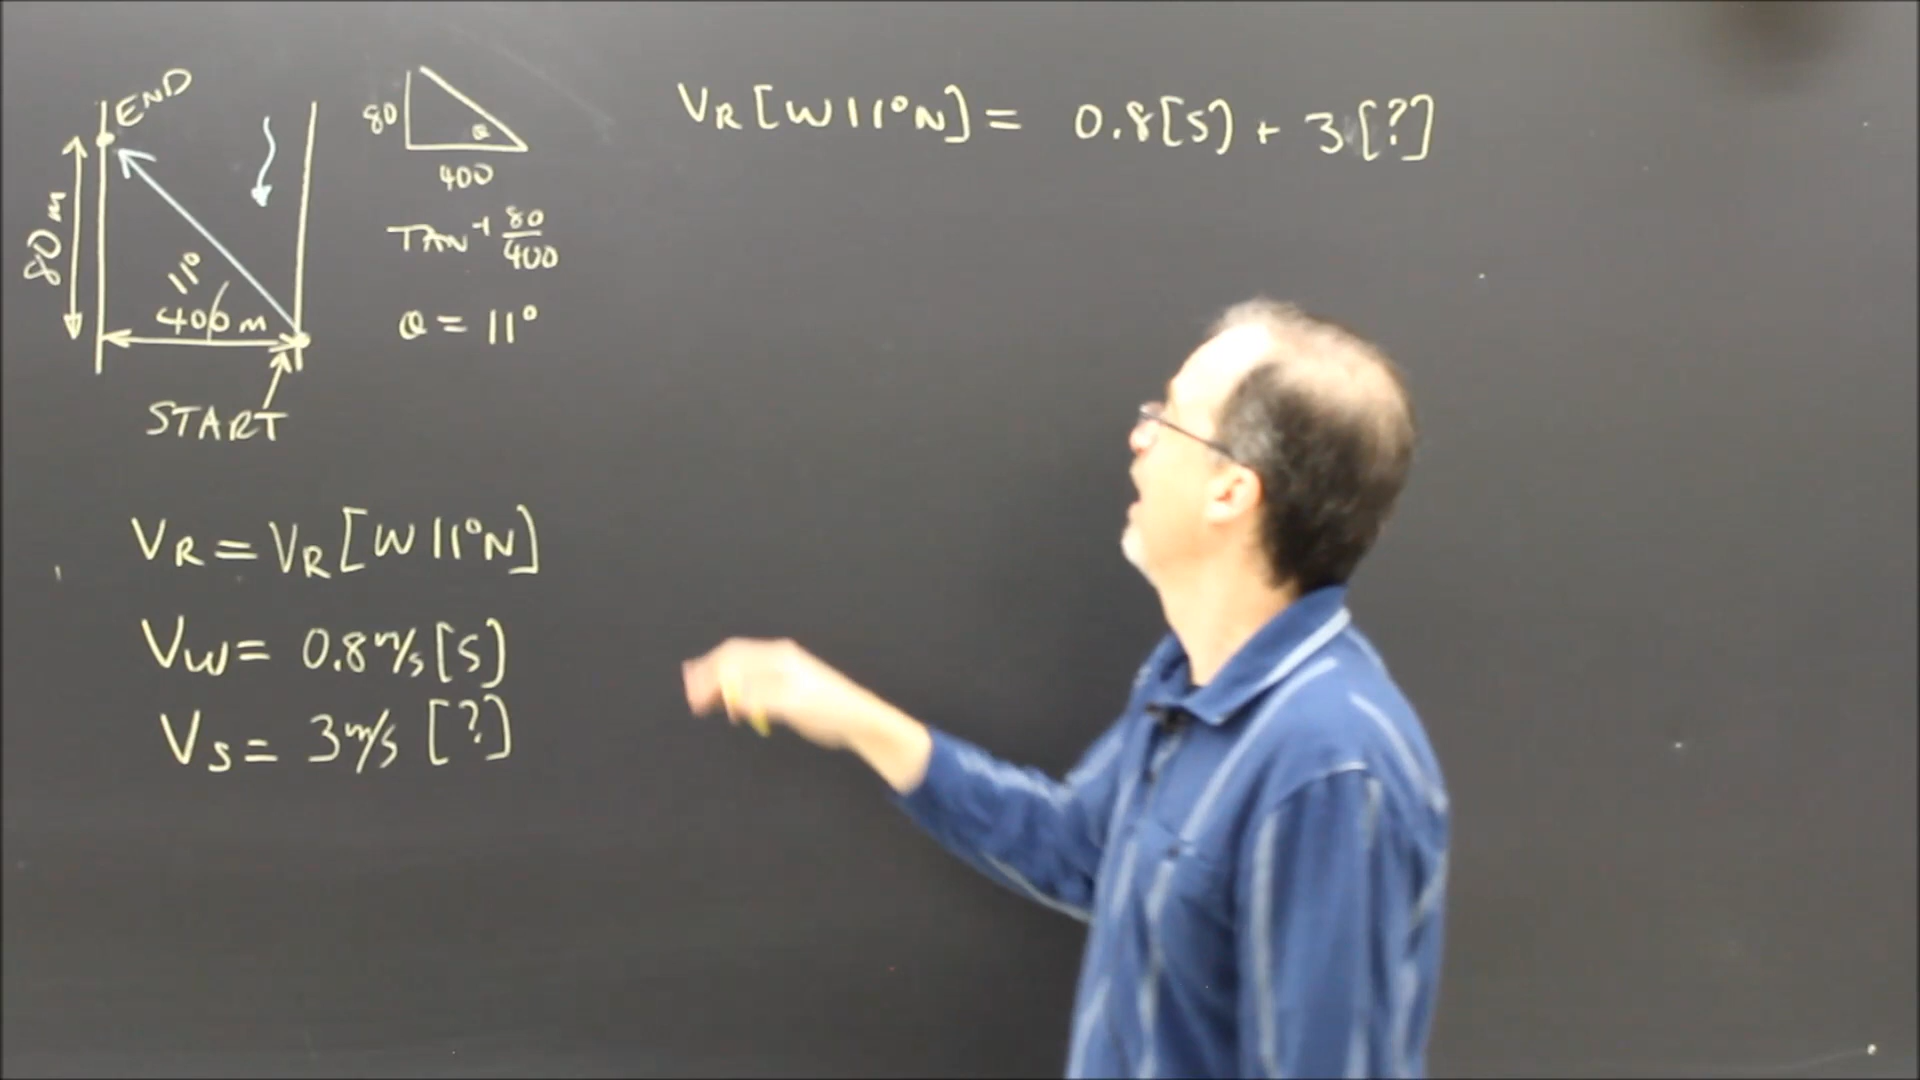 END
80 m
11°
400 m
START
80
θ
400
TAN⁻¹ 80/400
θ = 11°
VR = VR [W 11° N]
VW = 0.8 m/s [S]
VS = 3 m/s [?]
VR [W 11° N] = 0.8 [S] + 3 [?]